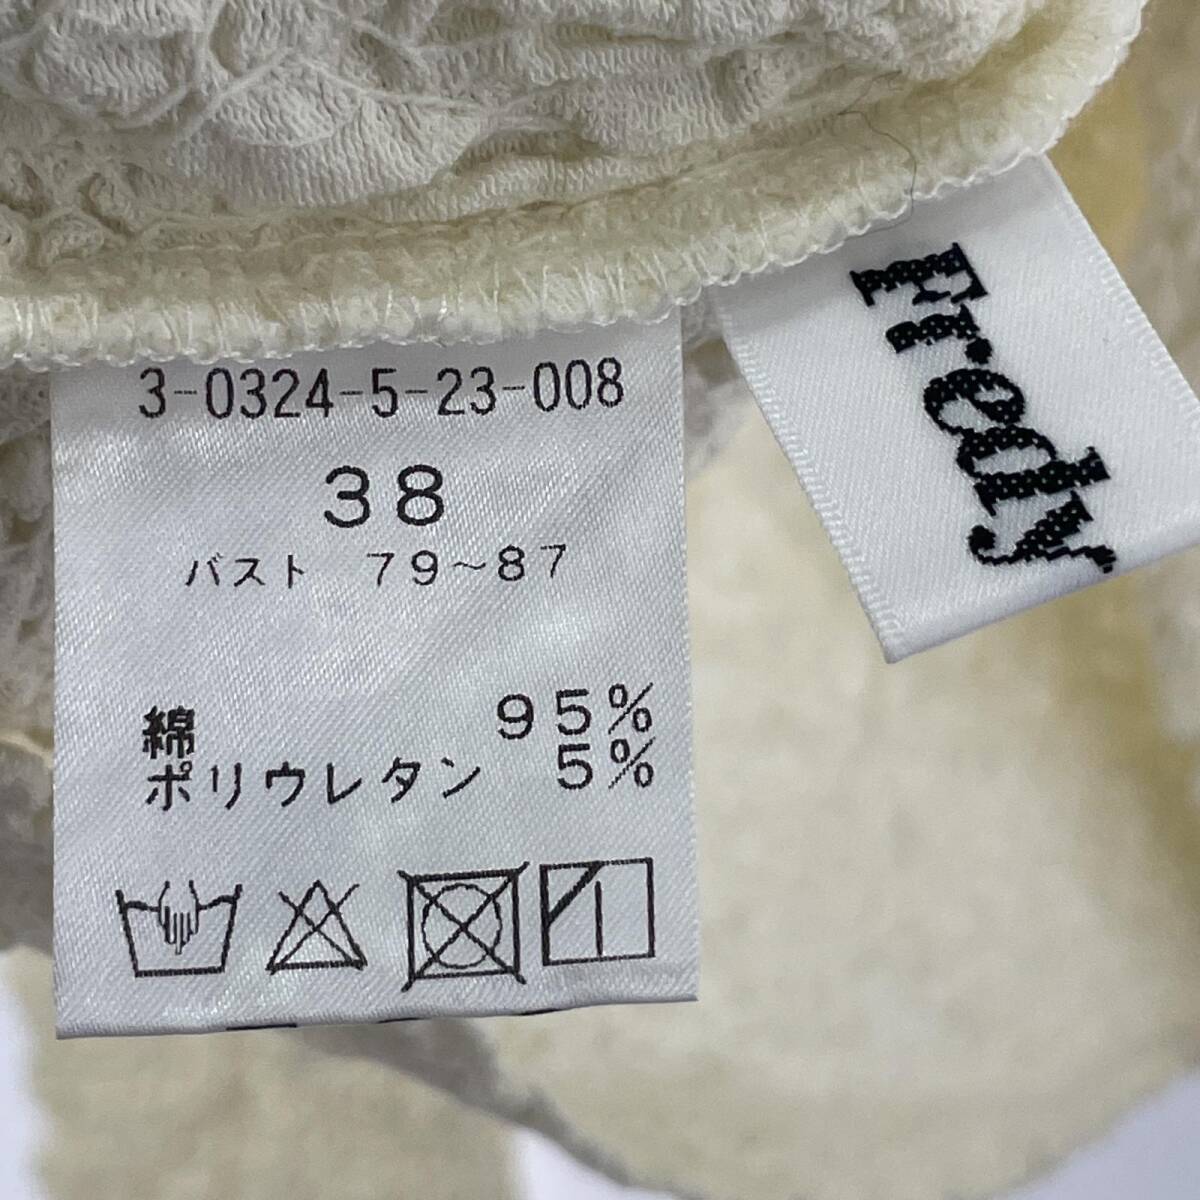 3-0324-5-23-008
38
バスト 79~87
綿 95%
ポリウレタン 5%
Fredy